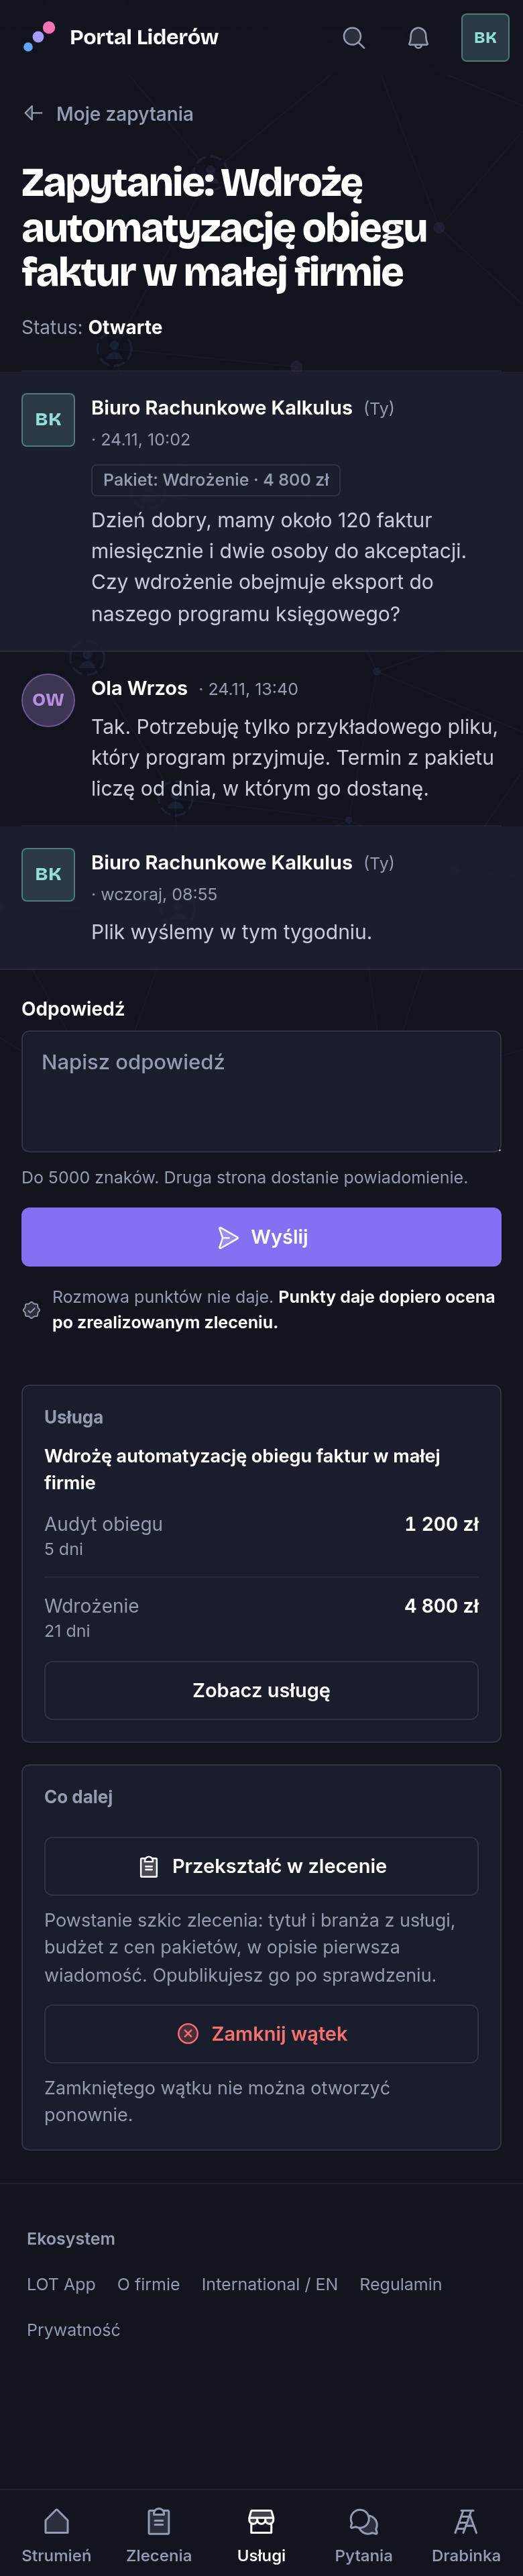 Portal Liderów
BK
Moje zapytania
Zapytanie: Wdrożę
automatyzację obiegu
faktur w małej firmie
Status: Otwarte
BK
Biuro Rachunkowe Kalkulus (Ty)
· 24.11, 10:02
Pakiet: Wdrożenie · 4 800 zł
Dzień dobry, mamy około 120 faktur
miesięcznie i dwie osoby do akceptacji.
Czy wdrożenie obejmuje eksport do
naszego programu księgowego?
OW
Ola Wrzos · 24.11, 13:40
Tak. Potrzebuję tylko przykładowego pliku,
który program przyjmuje. Termin z pakietu
liczę od dnia, w którym go dostanę.
BK
Biuro Rachunkowe Kalkulus (Ty)
· wczoraj, 08:55
Plik wyślemy w tym tygodniu.
Odpowiedź
Napisz odpowiedź
Do 5000 znaków. Druga strona dostanie powiadomienie.
Wyślij
Rozmowa punktów nie daje. Punkty daje dopiero ocena
po zrealizowanym zleceniu.
Usługa
Wdrożę automatyzację obiegu faktur w małej
firmie
Audyt obiegu 1 200 zł
5 dni
Wdrożenie 4 800 zł
21 dni
Zobacz usługę
Co dalej
Przekształć w zlecenie
Powstanie szkic zlecenia: tytuł i branża z usługi,
budżet z cen pakietów, w opisie pierwsza
wiadomość. Opublikujesz go po sprawdzeniu.
Zamknij wątek
Zamkniętego wątku nie można otworzyć
ponownie.
Ekosystem
LOT App O firmie International / EN Regulamin
Prywatność
Strumień Zlecenia Usługi Pytania Drabinka